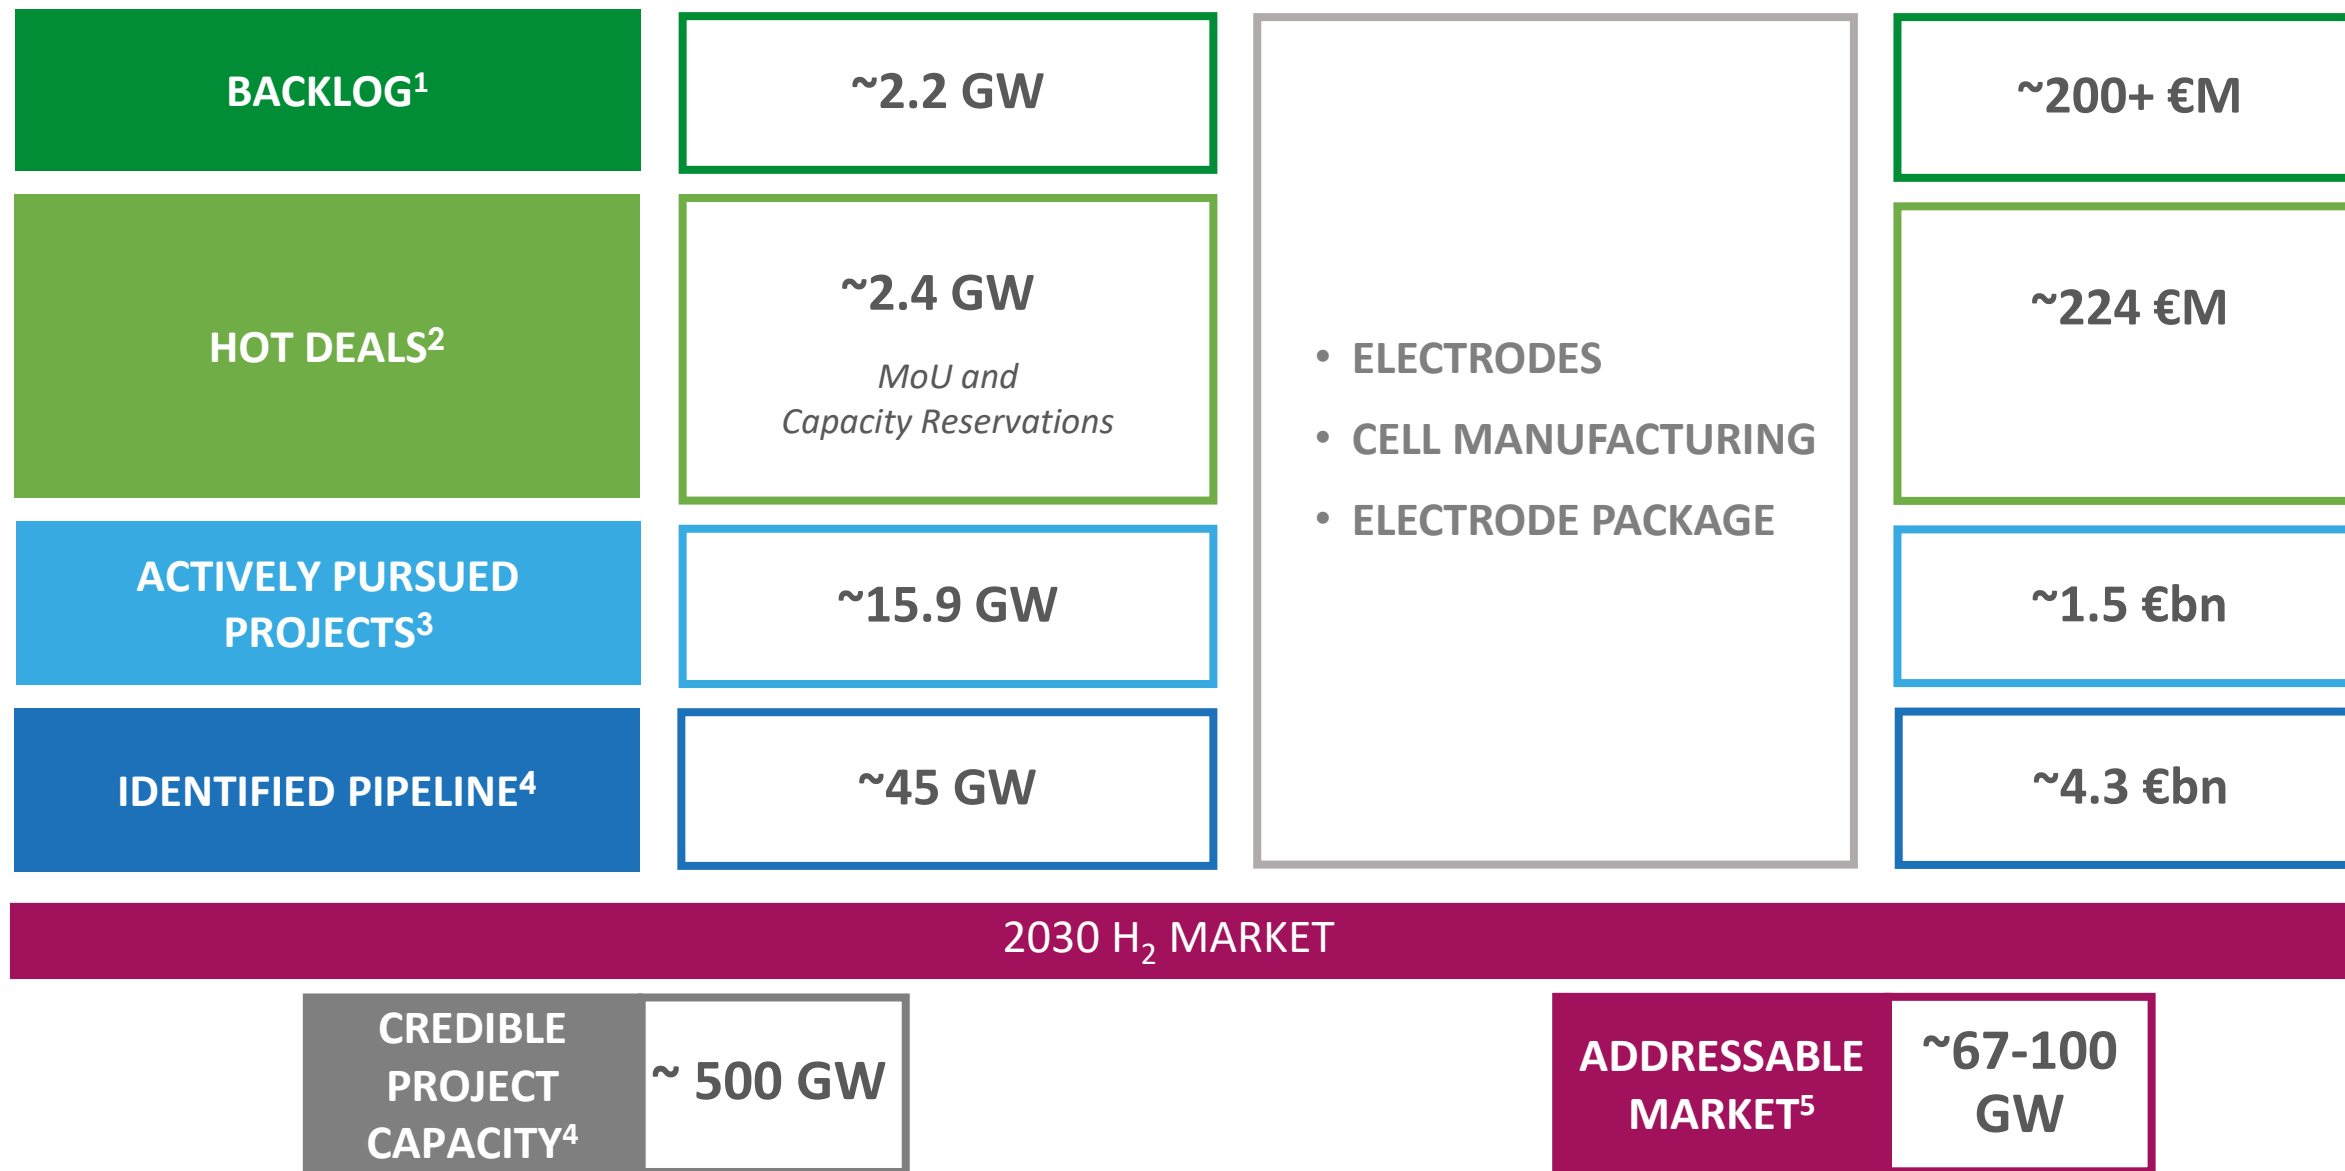 BACKLOG¹
~2.2 GW
~200+ €M
HOT DEALS²
~2.4 GW
MoU and
Capacity Reservations
~224 €M
• ELECTRODES
• CELL MANUFACTURING
• ELECTRODE PACKAGE
ACTIVELY PURSUED
PROJECTS³
~15.9 GW
~1.5 €bn
IDENTIFIED PIPELINE⁴
~45 GW
~4.3 €bn
2030 H₂ MARKET
CREDIBLE
PROJECT
CAPACITY⁴
~ 500 GW
ADDRESSABLE
MARKET⁵
~67-100
GW